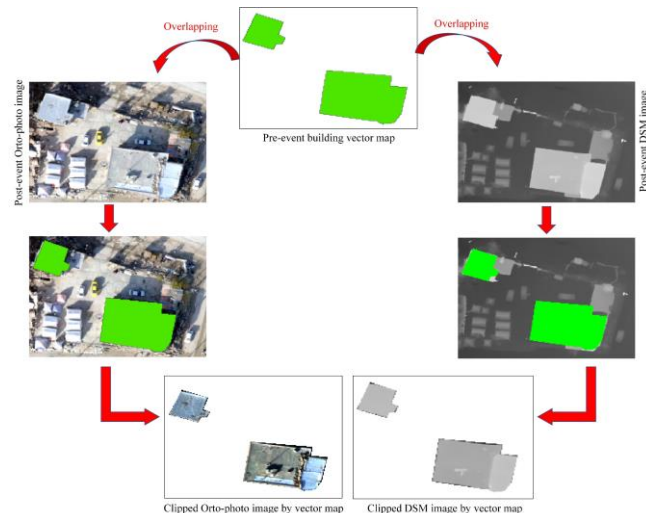 Overlapping
Overlapping
Post-event Orto-photo image
Pre-event building vector map
Post-event DSM image
Clipped Orto-photo image by vector map
Clipped DSM image by vector map